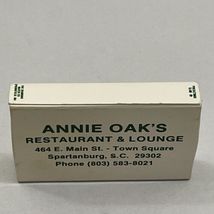 ANNIE OAK'S
RESTAURANT & LOUNGE
464 E. Main St. - Town Square
Spartanburg, S.C. 29302
Phone (803) 583-8021